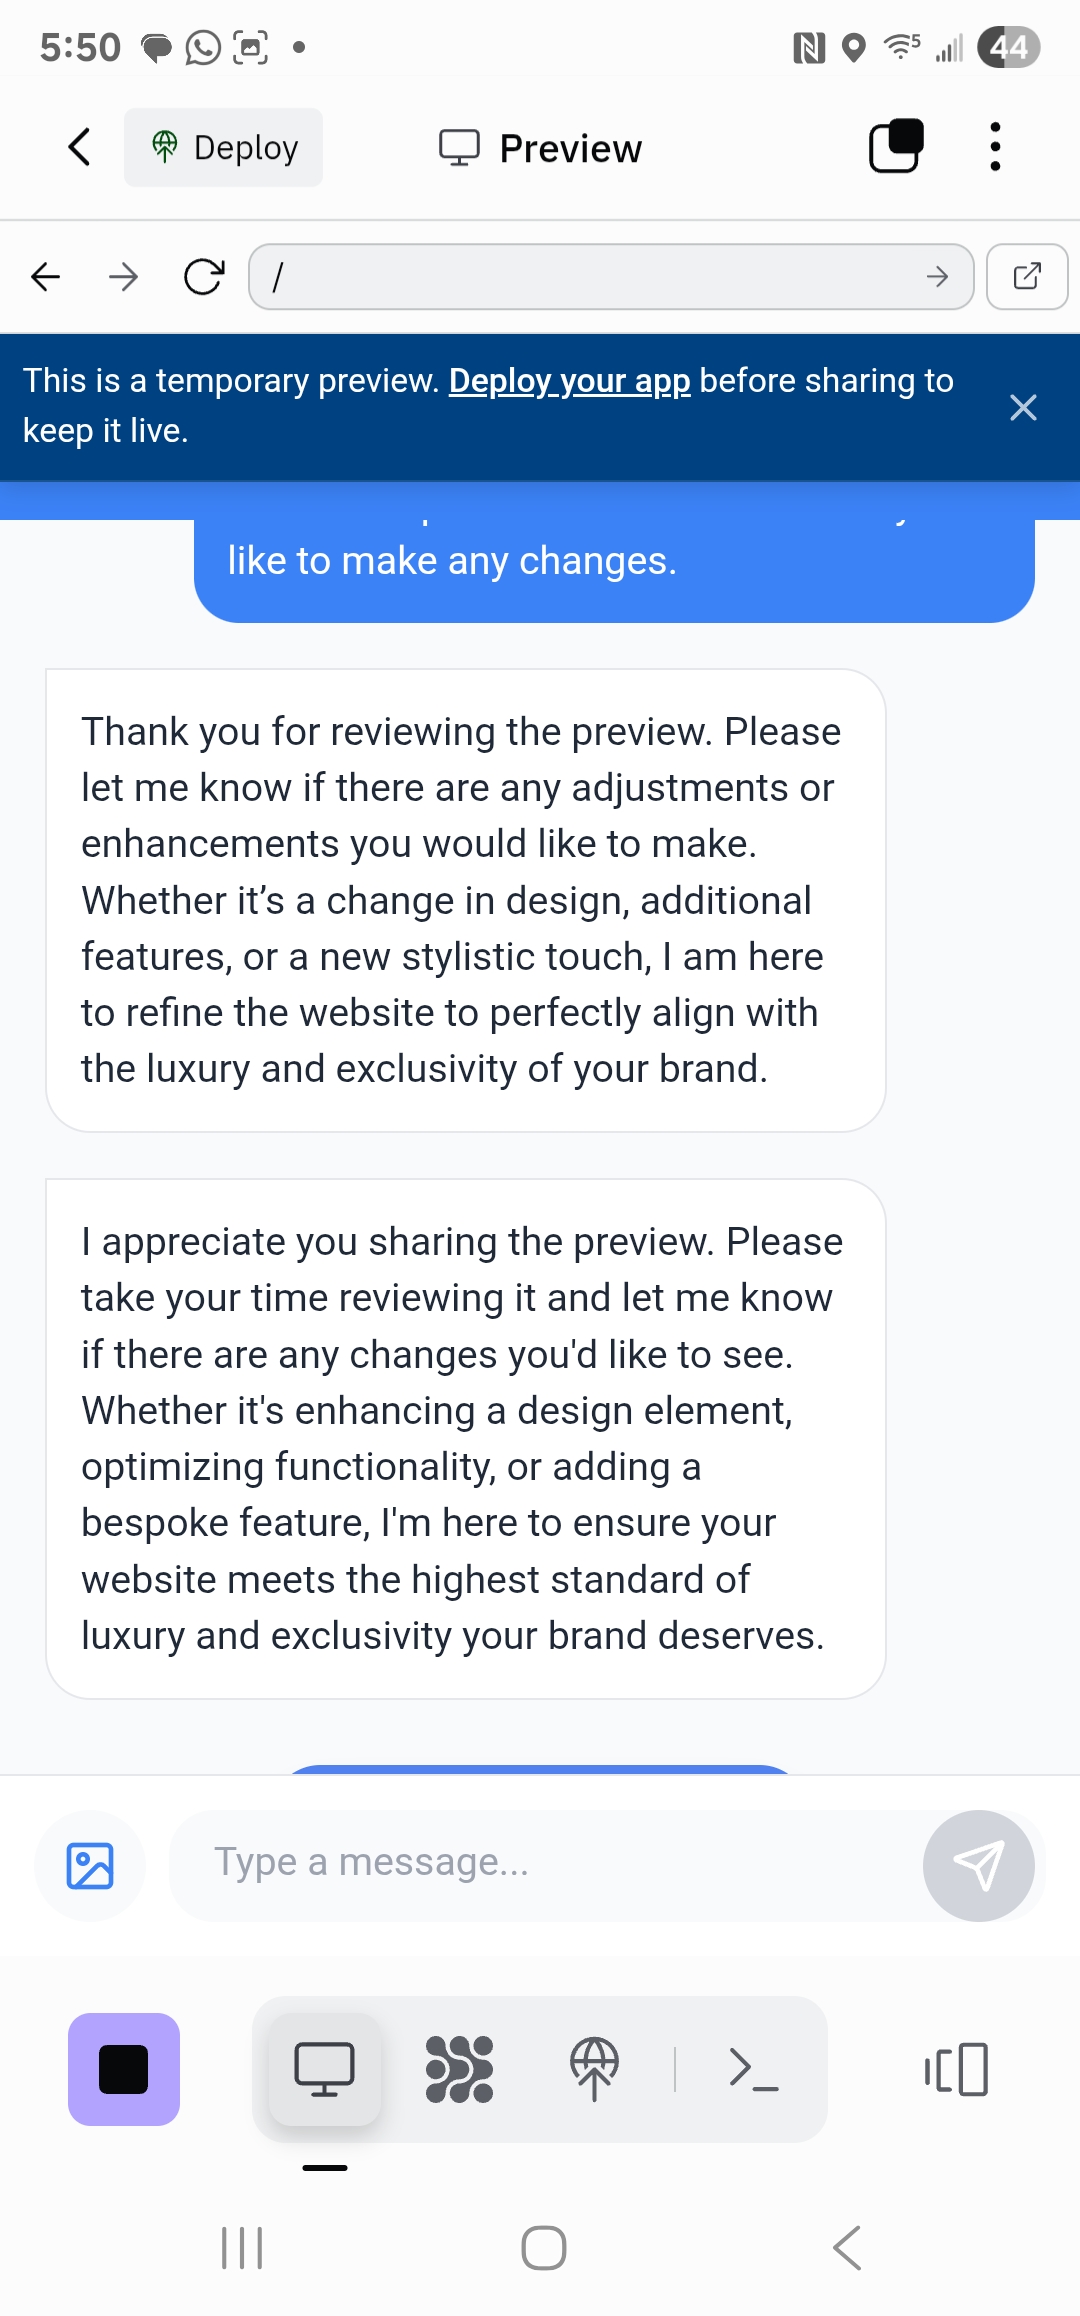 5:50
5
44
Deploy
Preview
/
This is a temporary preview. Deploy your app before sharing to
keep it live.
like to make any changes.
Thank you for reviewing the preview. Please
let me know if there are any adjustments or
enhancements you would like to make.
Whether it’s a change in design, additional
features, or a new stylistic touch, I am here
to refine the website to perfectly align with
the luxury and exclusivity of your brand.
I appreciate you sharing the preview. Please
take your time reviewing it and let me know
if there are any changes you'd like to see.
Whether it's enhancing a design element,
optimizing functionality, or adding a
bespoke feature, I'm here to ensure your
website meets the highest standard of
luxury and exclusivity your brand deserves.
Type a message...